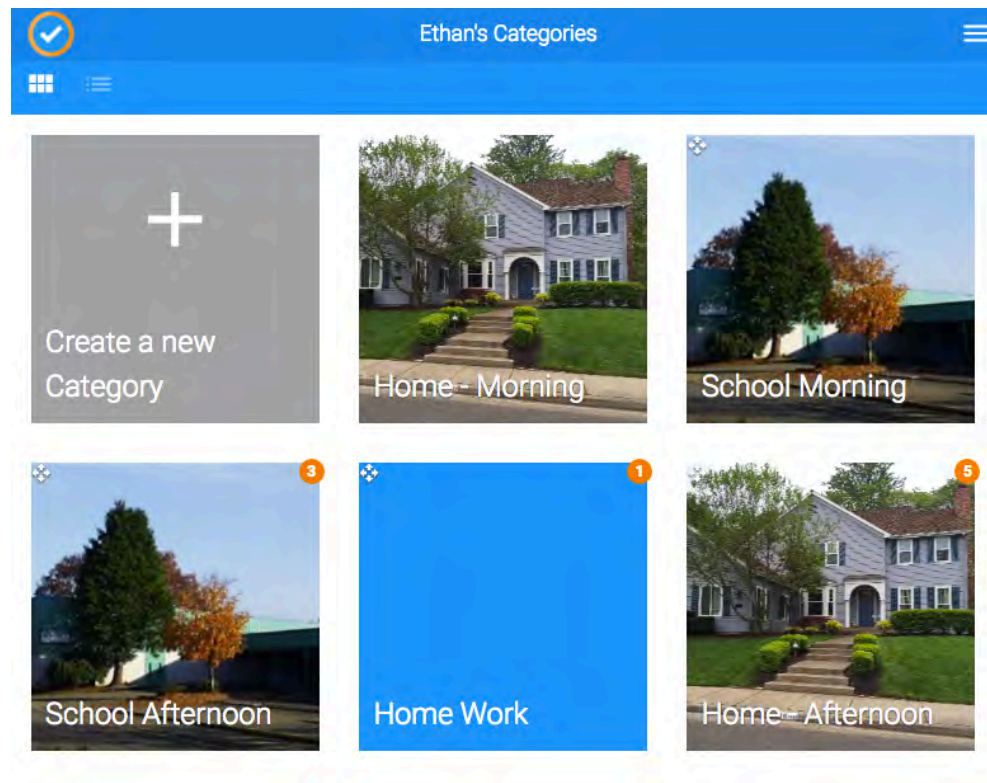 Ethan's Categories
Create a new
Category
Home - Morning
School Morning
3
1
5
School Afternoon
Home Work
Home - Afternoon